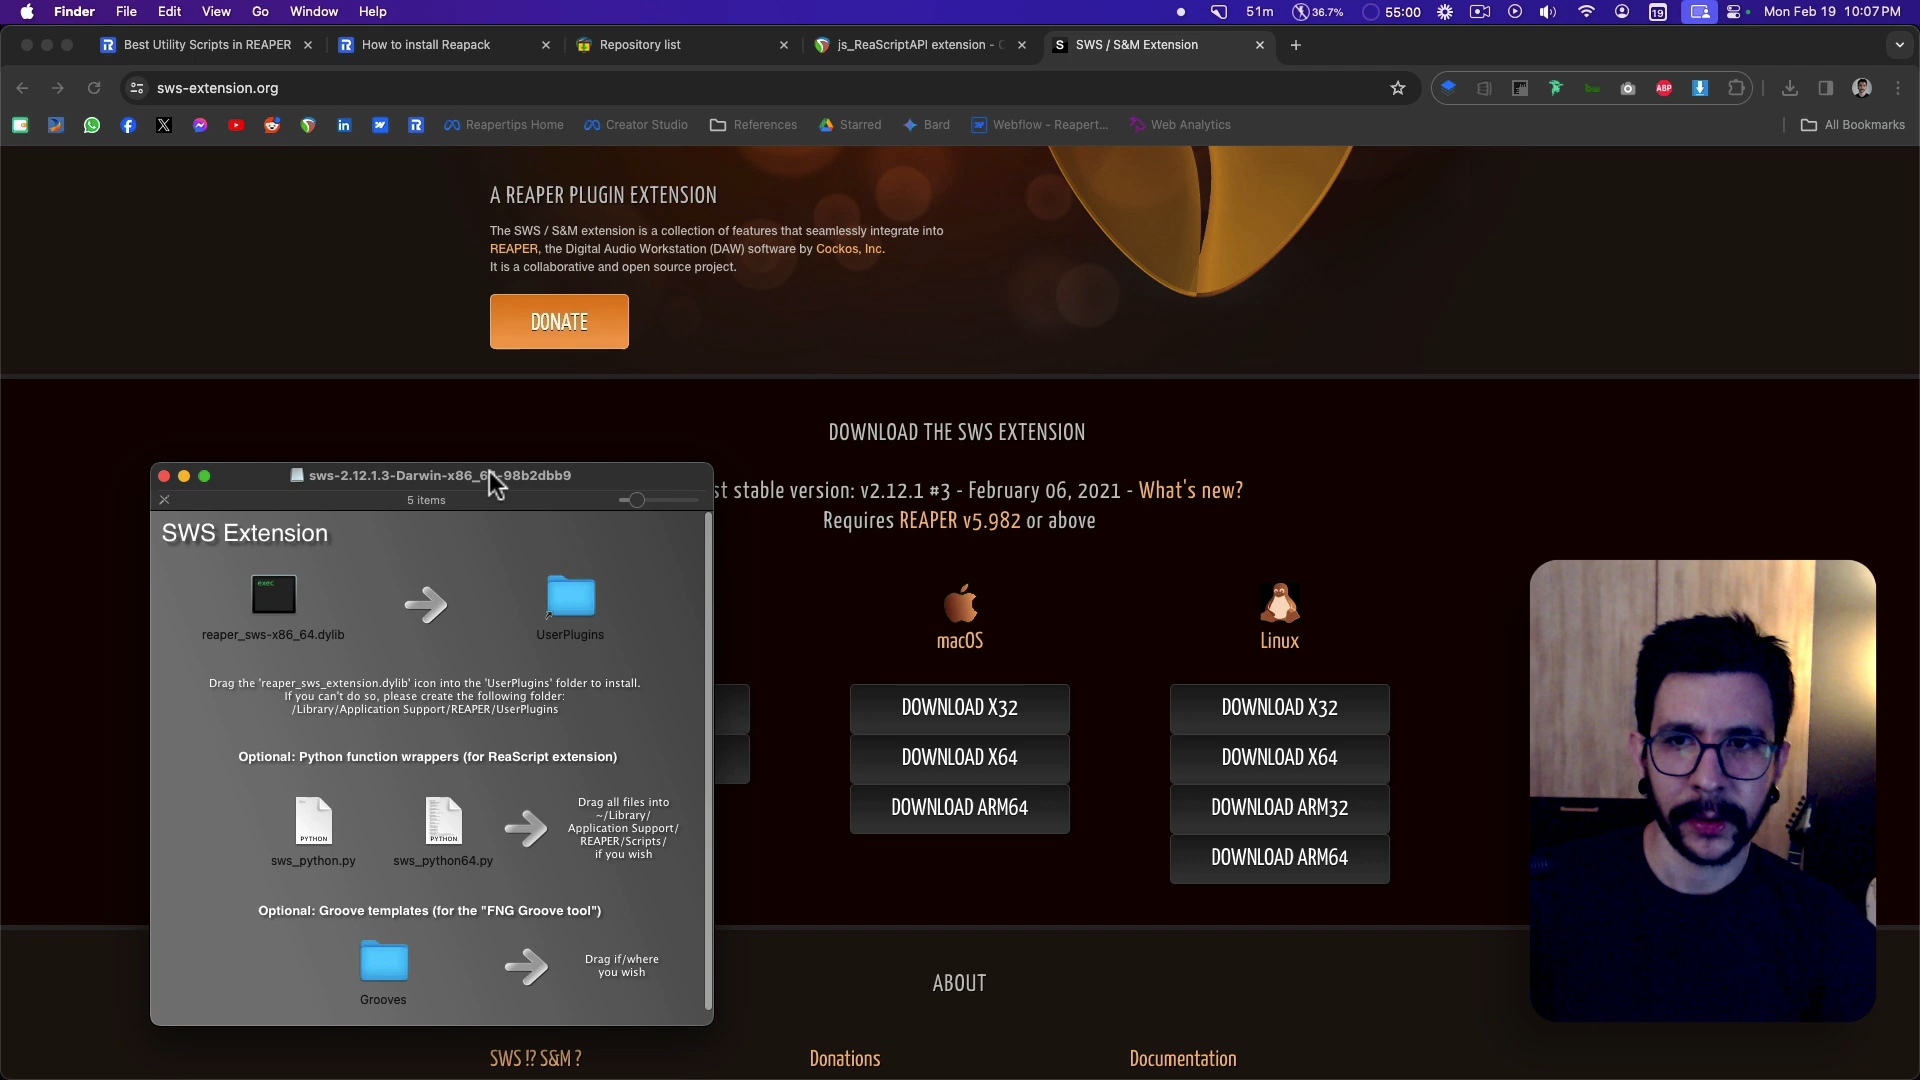 Finder File Edit View Go Window Help
51m 36.7% 55:00 19 Mon Feb 19 10:07 PM
Best Utility Scripts in REAPER How to install Reapack Repository list js_ReaScriptAPI extension - C SWS / S&M Extension
sws-extension.org
ABP
Reapertips Home Creator Studio References Starred Bard Webflow - Reapert... Web Analytics All Bookmarks
A REAPER PLUGIN EXTENSION
The SWS / S&M extension is a collection of features that seamlessly integrate into
REAPER, the Digital Audio Workstation (DAW) software by Cockos, Inc.
It is a collaborative and open source project.
DONATE
DOWNLOAD THE SWS EXTENSION
st stable version: v2.12.1 #3 - February 06, 2021 - What's new?
Requires REAPER v5.982 or above
macOS
DOWNLOAD X32
DOWNLOAD X64
DOWNLOAD ARM64
Linux
DOWNLOAD X32
DOWNLOAD X64
DOWNLOAD ARM32
DOWNLOAD ARM64
sws-2.12.1.3-Darwin-x86_64-98b2dbb9
5 items
SWS Extension
exec
reaper_sws-x86_64.dylib UserPlugins
Drag the 'reaper_sws_extension.dylib' icon into the 'UserPlugins' folder to install.
If you can't do so, please create the following folder:
/Library/Application Support/REAPER/UserPlugins
Optional: Python function wrappers (for ReaScript extension)
PYTHON PYTHON
sws_python.py sws_python64.py
Drag all files into
~/Library/
Application Support/
REAPER/Scripts/
if you wish
Optional: Groove templates (for the "FNG Groove tool")
Grooves
Drag if/where
you wish
ABOUT
SWS !? S&M ? Donations Documentation